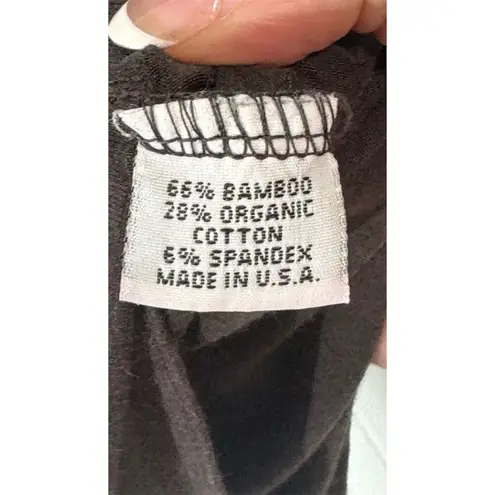 66% BAMBOO
28% ORGANIC
COTTON
6% SPANDEX
MADE IN U.S.A.